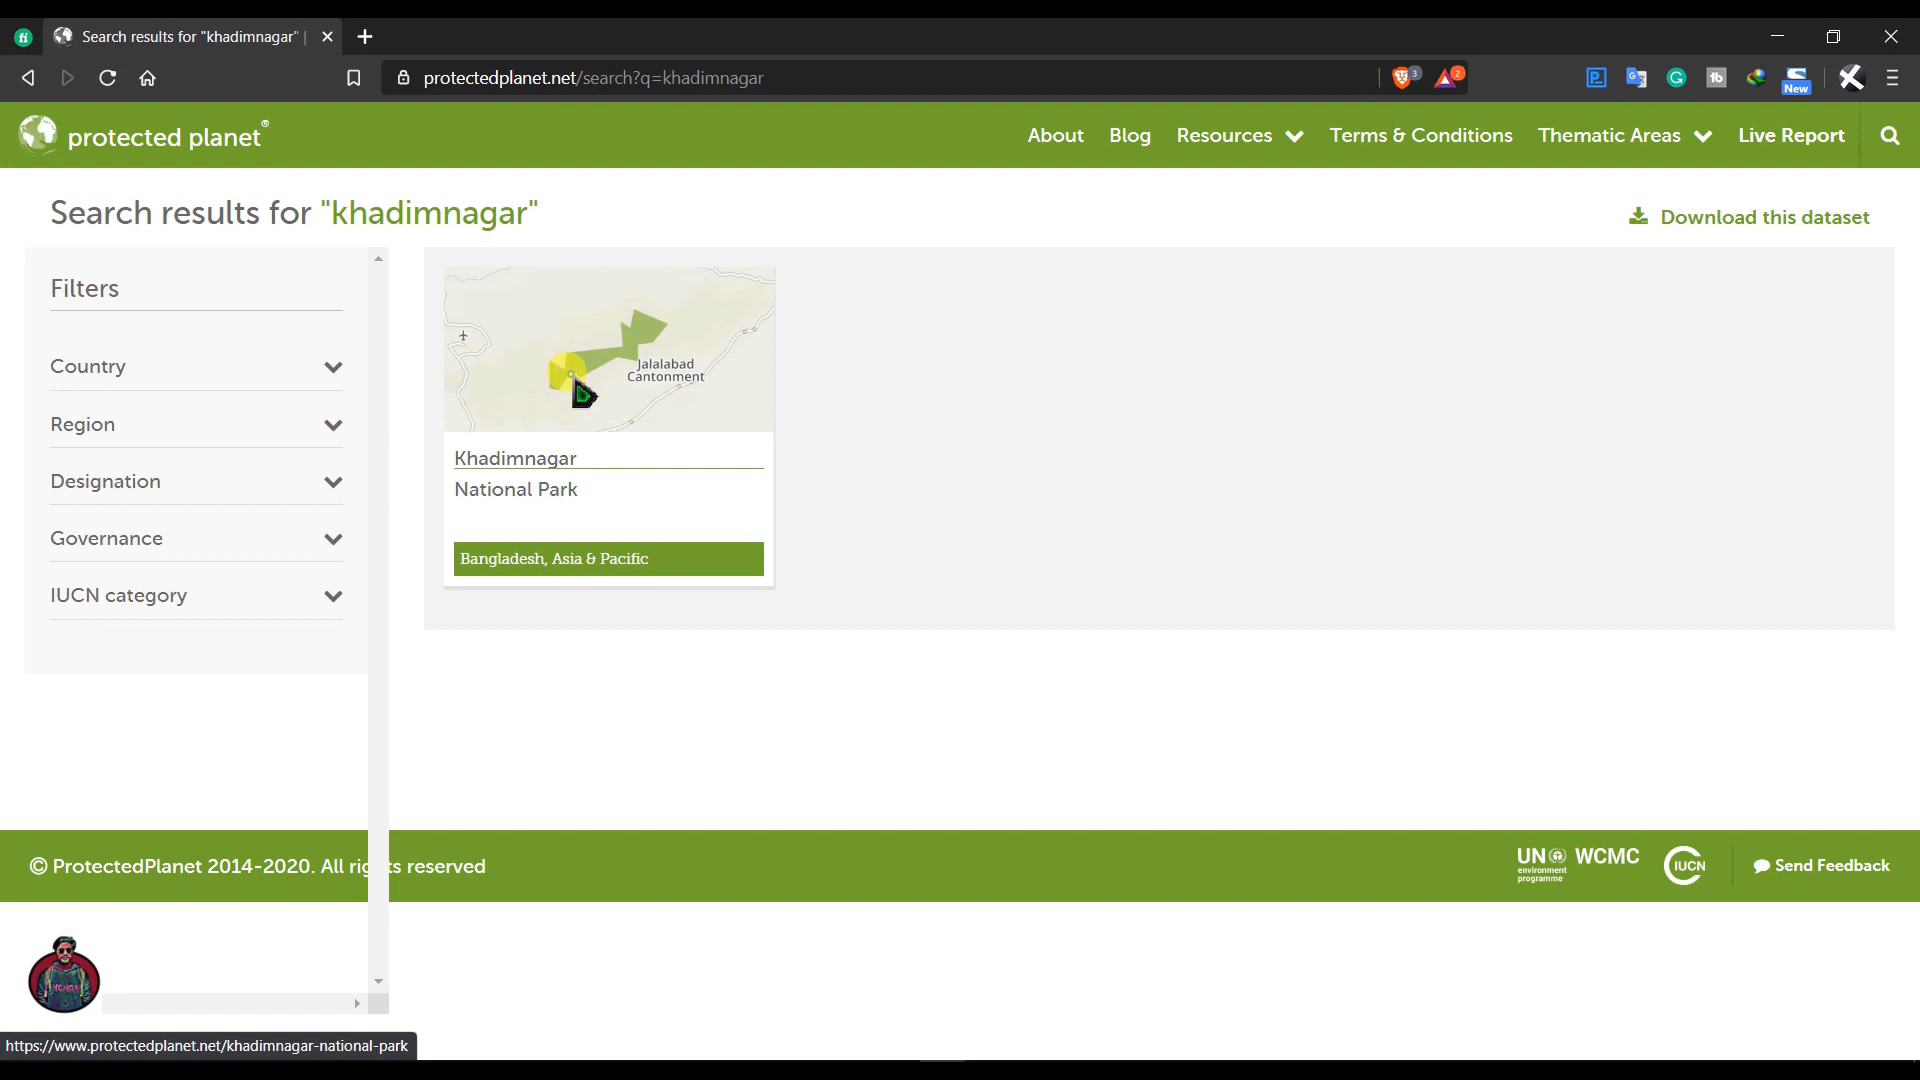 Search results for "khadimnagar" |
protectedplanet.net/search?q=khadimnagar
3
2
New
protected planet®
About
Blog
Resources
Terms & Conditions
Thematic Areas
Live Report
Search results for "khadimnagar"
Download this dataset
Filters
Country
Region
Designation
Governance
IUCN category
Jalalabad
Cantonment
Khadimnagar
National Park
Bangladesh, Asia & Pacific
© ProtectedPlanet 2014-2020. All rights reserved
UN WCMC
environment
programme
IUCN
Send Feedback
https://www.protectedplanet.net/khadimnagar-national-park